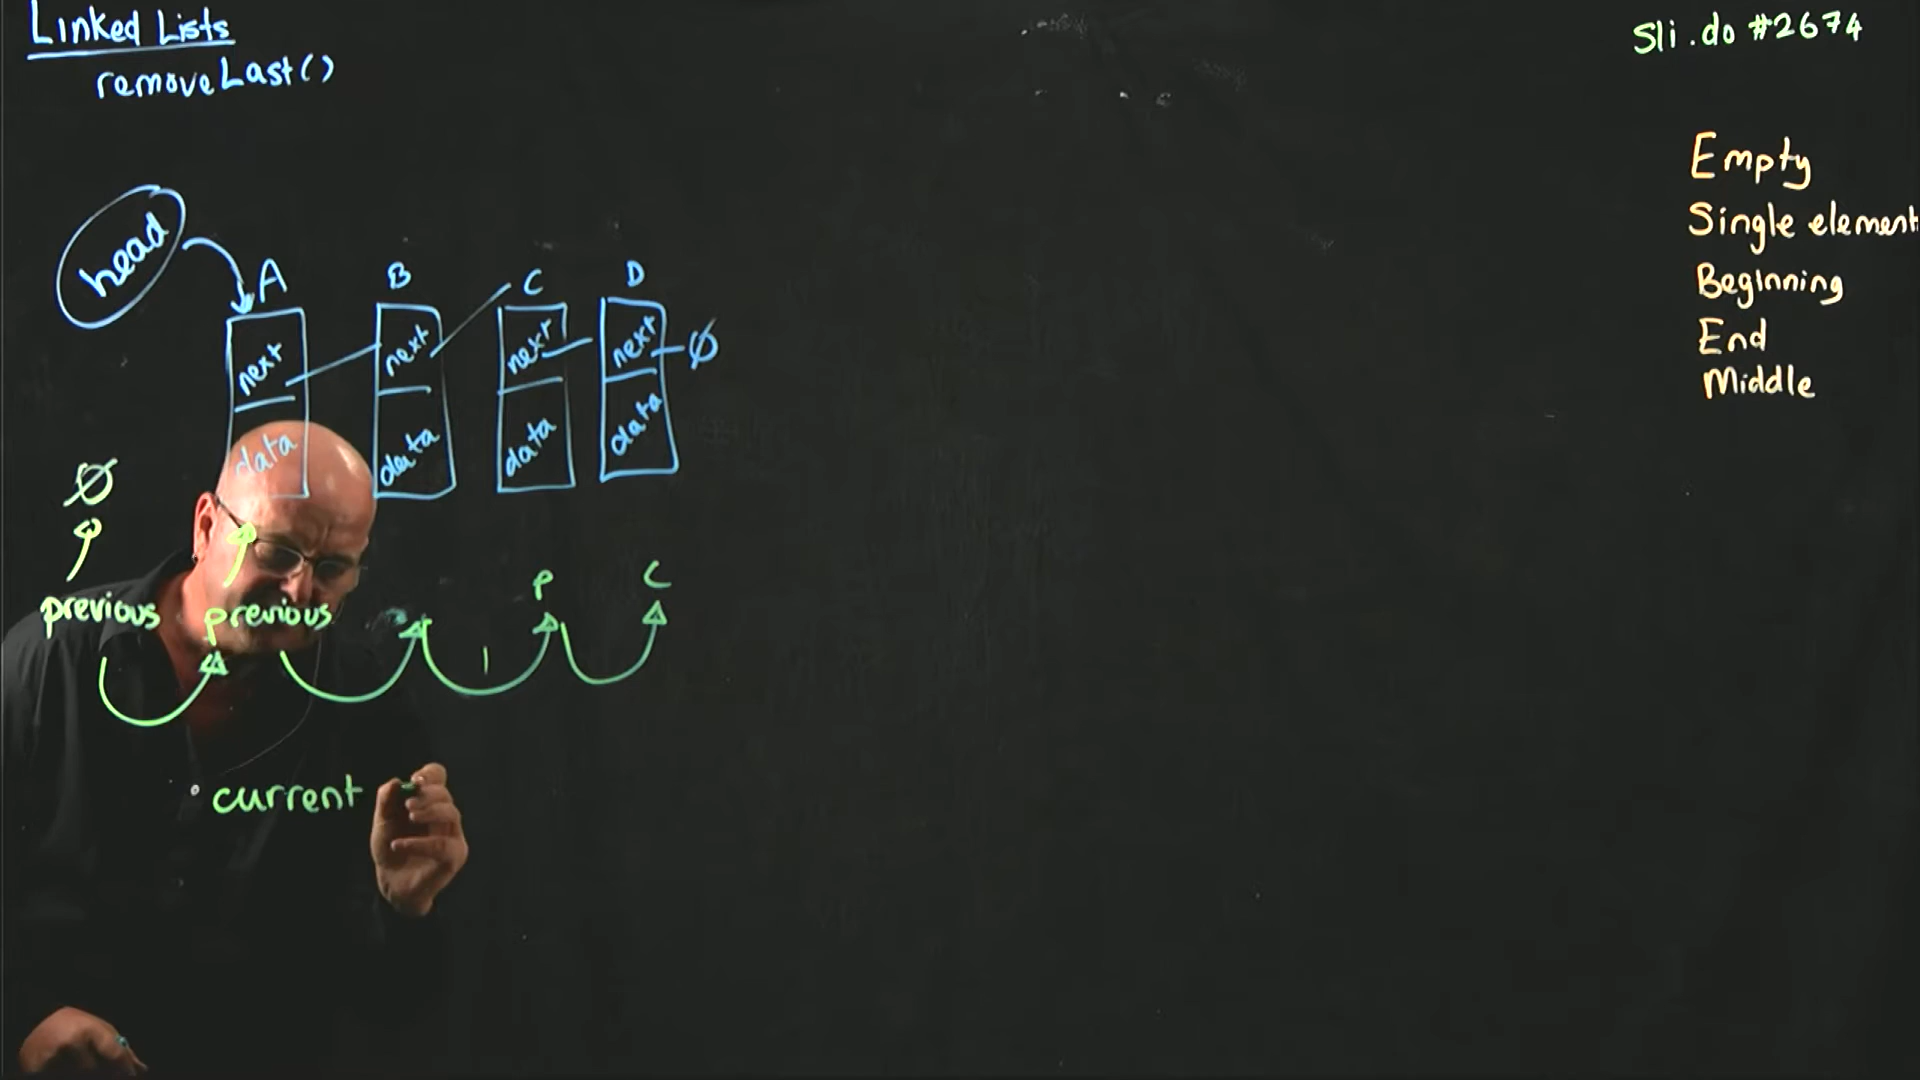 Linked Lists
removeLast()
Sli.do #2674
Empty
Single element
Beginning
End
Middle
head
A B C D
next next next next Ø
data data data data
Ø
P C
previous previous
current